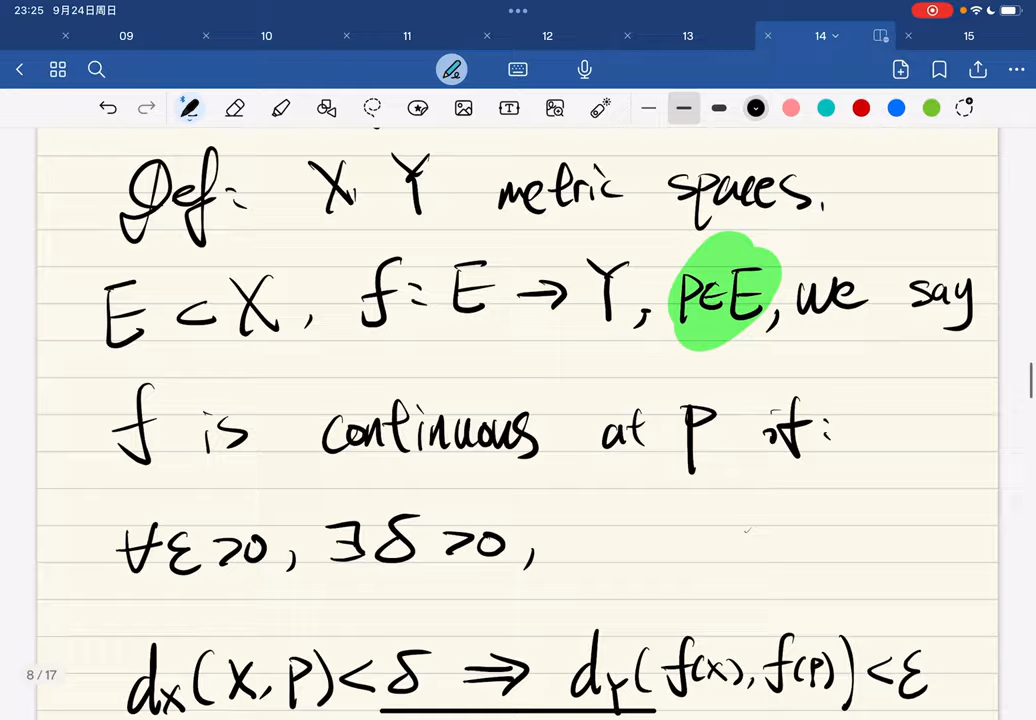 23:25 9月24日周日
09 10 11 12 13 14 15
Def: X, Y metric spaces.
E ⊂ X, f: E → Y, p∈E, we say
f is continuous at p if:
∀ε>0, ∃δ>0,
8 / 17
dₓ(x, p)<δ ⟹ d_Y(f(x), f(p))<ε